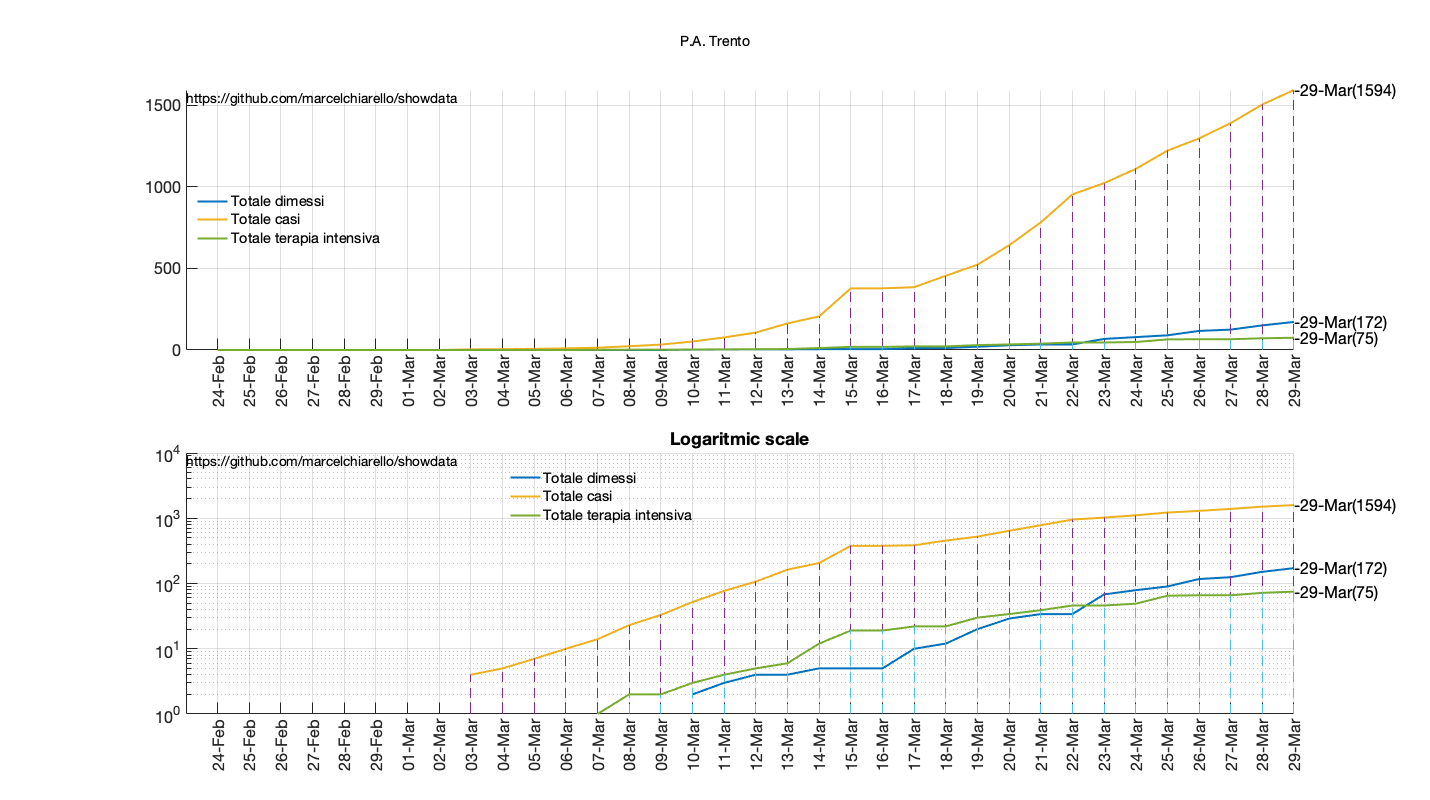 P.A. Trento
https://github.com/marcelchiarello/showdata
1500
1000
500
0
Totale dimessi
Totale casi
Totale terapia intensiva
-29-Mar(1594)
-29-Mar(172)
-29-Mar(75)
24-Feb
25-Feb
26-Feb
27-Feb
28-Feb
29-Feb
01-Mar
02-Mar
03-Mar
04-Mar
05-Mar
06-Mar
07-Mar
08-Mar
09-Mar
10-Mar
11-Mar
12-Mar
13-Mar
14-Mar
15-Mar
16-Mar
17-Mar
18-Mar
19-Mar
20-Mar
21-Mar
22-Mar
23-Mar
24-Mar
25-Mar
26-Mar
27-Mar
28-Mar
29-Mar
Logaritmic scale
https://github.com/marcelchiarello/showdata
10^4
10^3
10^2
10^1
10^0
Totale dimessi
Totale casi
Totale terapia intensiva
-29-Mar(1594)
-29-Mar(172)
-29-Mar(75)
24-Feb
25-Feb
26-Feb
27-Feb
28-Feb
29-Feb
01-Mar
02-Mar
03-Mar
04-Mar
05-Mar
06-Mar
07-Mar
08-Mar
09-Mar
10-Mar
11-Mar
12-Mar
13-Mar
14-Mar
15-Mar
16-Mar
17-Mar
18-Mar
19-Mar
20-Mar
21-Mar
22-Mar
23-Mar
24-Mar
25-Mar
26-Mar
27-Mar
28-Mar
29-Mar